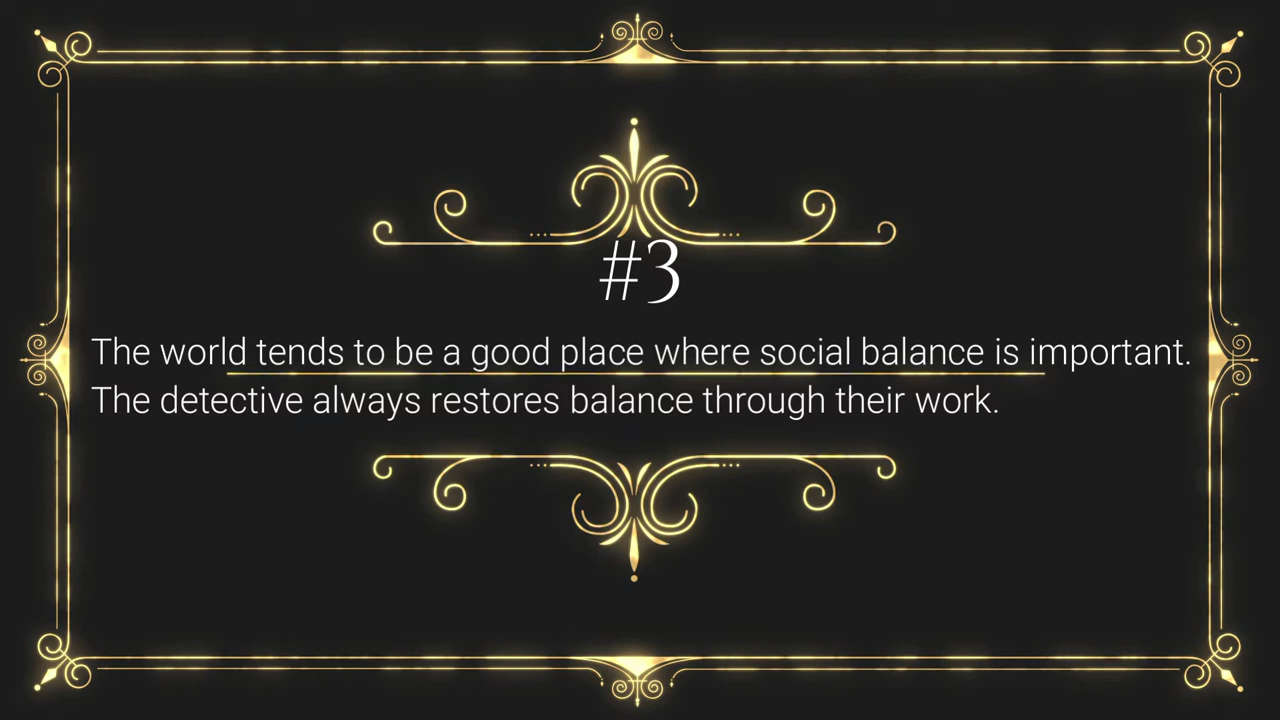 #3
The world tends to be a good place where social balance is important.
The detective always restores balance through their work.